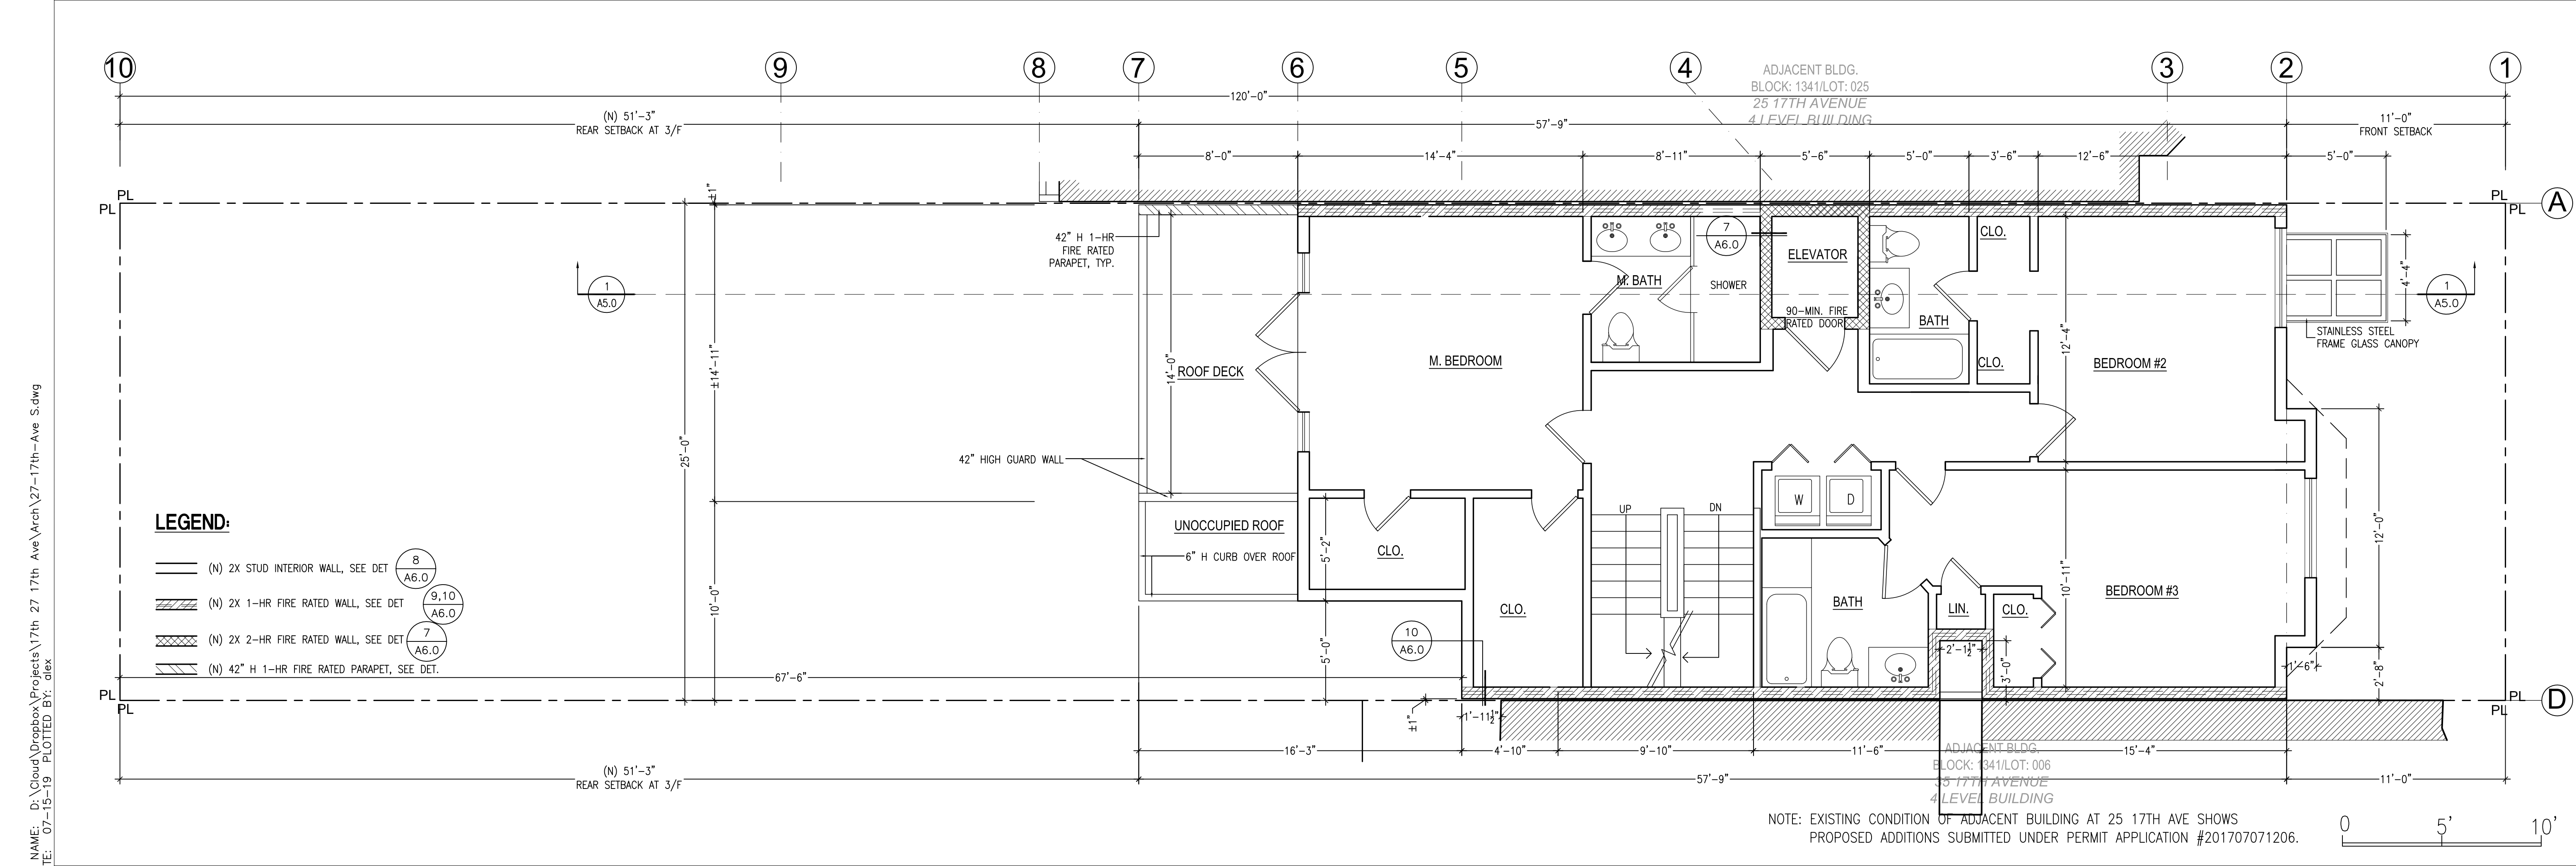 10
9
8
7
6
5
4
3
2
1
ADJACENT BLDG.
BLOCK: 1341/LOT: 025
25 17TH AVENUE
4 LEVEL BUILDING
120'-0"
(N) 51'-3"
REAR SETBACK AT 3/F
57'-9"
11'-0"
FRONT SETBACK
8'-0"
14'-4"
8'-11"
5'-6"
5'-0"
3'-6"
12'-6"
5'-0"
PL
PL
±1"
PL
PL
A
42" H 1-HR
FIRE RATED
PARAPET, TYP.
7
A6.0
ELEVATOR
CLO.
M. BATH
SHOWER
1
A5.0
4'-4"
1
A5.0
90-MIN. FIRE
RATED DOOR
BATH
STAINLESS STEEL
FRAME GLASS CANOPY
12'-4"
±14'-11"
14'-0"
ROOF DECK
M. BEDROOM
CLO.
BEDROOM #2
25'-0"
42" HIGH GUARD WALL
W
D
UP
DN
LEGEND:
UNOCCUPIED ROOF
6" H CURB OVER ROOF
5'-2"
CLO.
12'-0"
(N) 2X STUD INTERIOR WALL, SEE DET
8
A6.0
(N) 2X 1-HR FIRE RATED WALL, SEE DET
9,10
A6.0
(N) 2X 2-HR FIRE RATED WALL, SEE DET
7
A6.0
(N) 42" H 1-HR FIRE RATED PARAPET, SEE DET.
10'-0"
10'-11"
BEDROOM #3
BATH
LIN.
CLO.
CLO.
10
A6.0
5'-0"
2'-1½"
3'-0"
1'-6"
2'-8"
67'-6"
PL
PL
PL
PL
D
±1"
1'-11½"
16'-3"
4'-10"
9'-10"
11'-6"
15'-4"
ADJACENT BLDG.
BLOCK: 1341/LOT: 006
35 17TH AVENUE
4 LEVEL BUILDING
(N) 51'-3"
REAR SETBACK AT 3/F
57'-9"
11'-0"
NOTE: EXISTING CONDITION OF ADJACENT BUILDING AT 25 17TH AVE SHOWS
PROPOSED ADDITIONS SUBMITTED UNDER PERMIT APPLICATION #201707071206.
0
5'
10'
NAME: D:\Cloud\Dropbox\Projects\17th 27 17th Ave\Arch\27-17th-Ave S.dwg
TE: 07-15-19 PLOTTED BY: alex